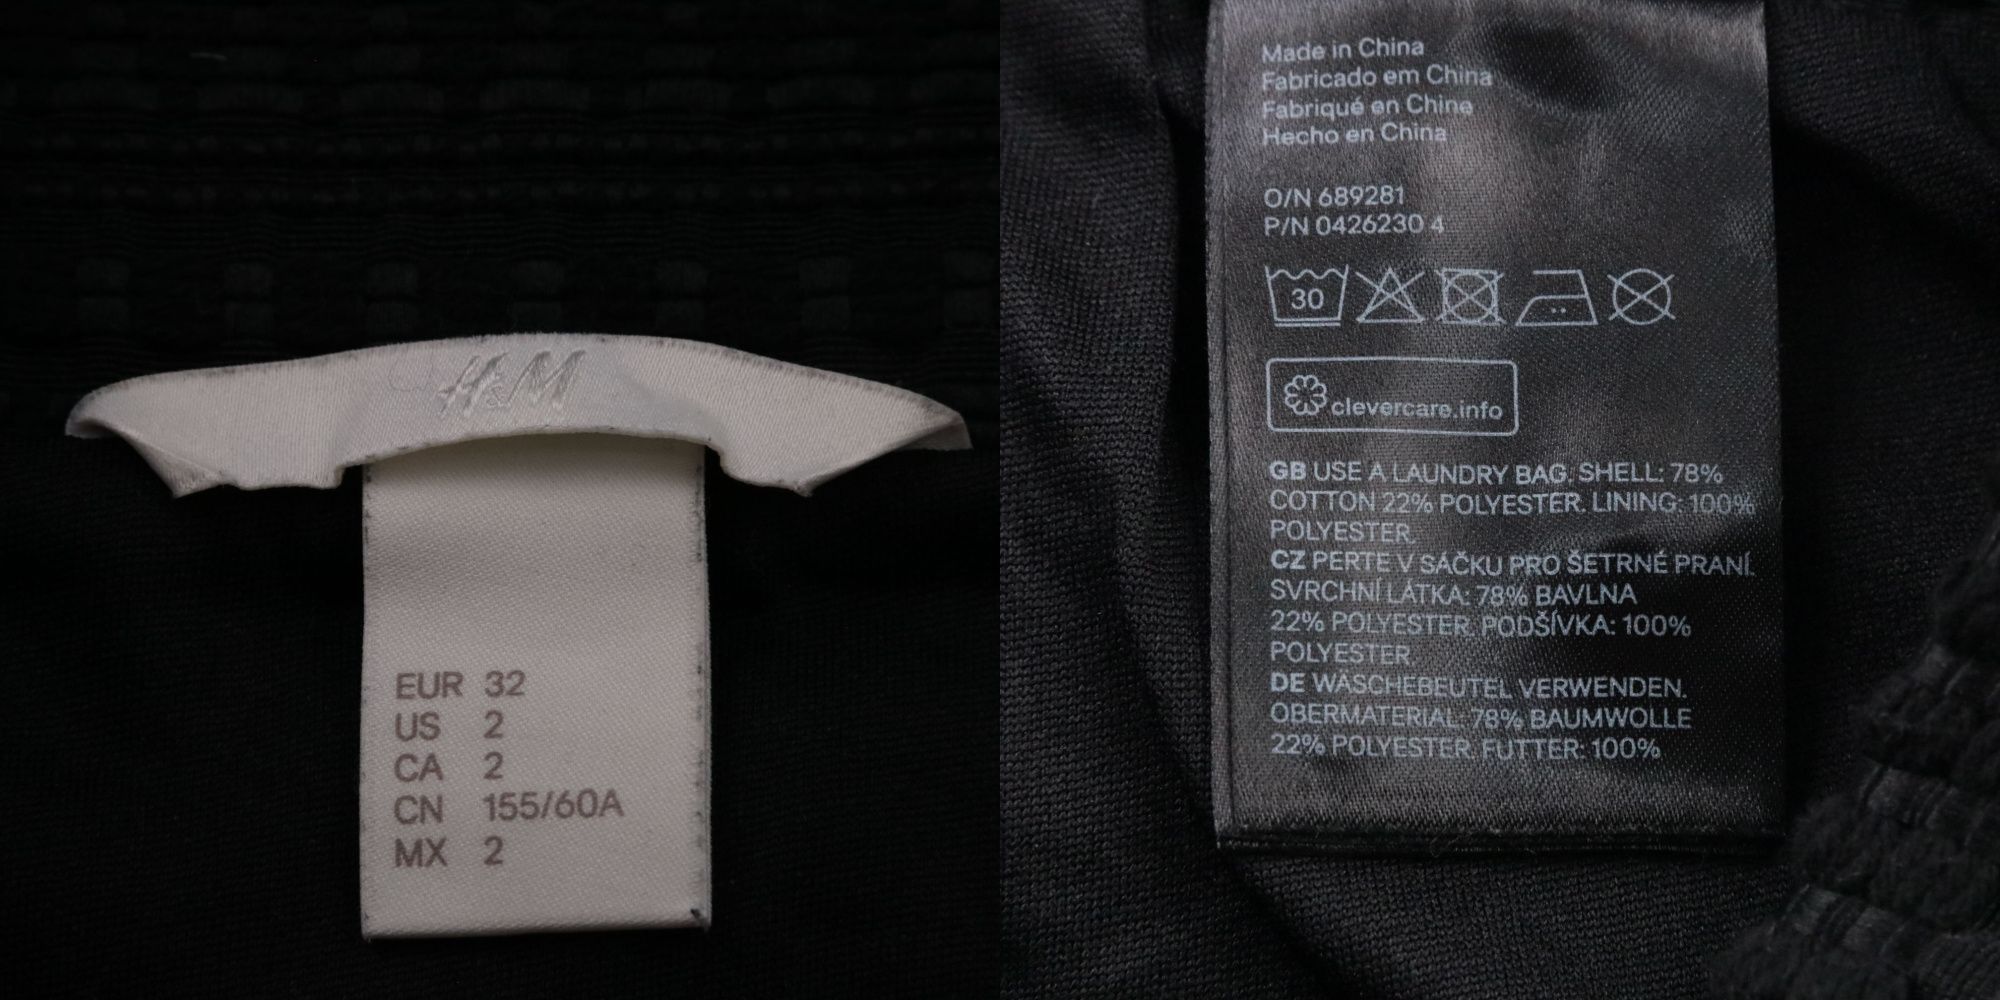 H&M
EUR 32
US 2
CA 2
CN 155/60A
MX 2
Made in China
Fabricado em China
Fabriqué en Chine
Hecho en China
O/N 689281
P/N 0426230 4
30
clevercare.info
GB USE A LAUNDRY BAG. SHELL: 78%
COTTON 22% POLYESTER. LINING: 100%
POLYESTER.
CZ PERTE V SÁČKU PRO ŠETRNÉ PRANÍ.
SVRCHNÍ LÁTKA: 78% BAVLNA
22% POLYESTER. PODŠÍVKA: 100%
POLYESTER.
DE WÄSCHEBEUTEL VERWENDEN.
OBERMATERIAL: 78% BAUMWOLLE
22% POLYESTER. FUTTER: 100%